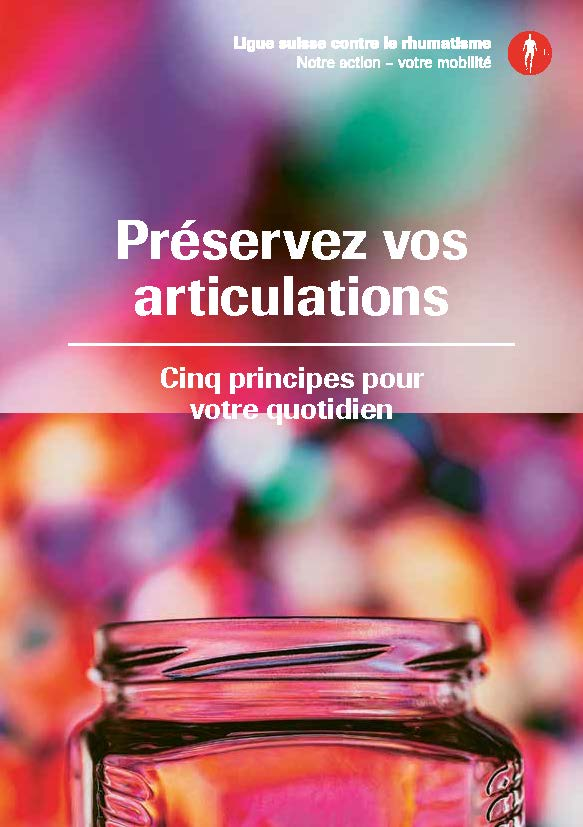 Ligue suisse contre le rhumatisme
Notre action – votre mobilité
Préservez vos
articulations
Cinq principes pour
votre quotidien